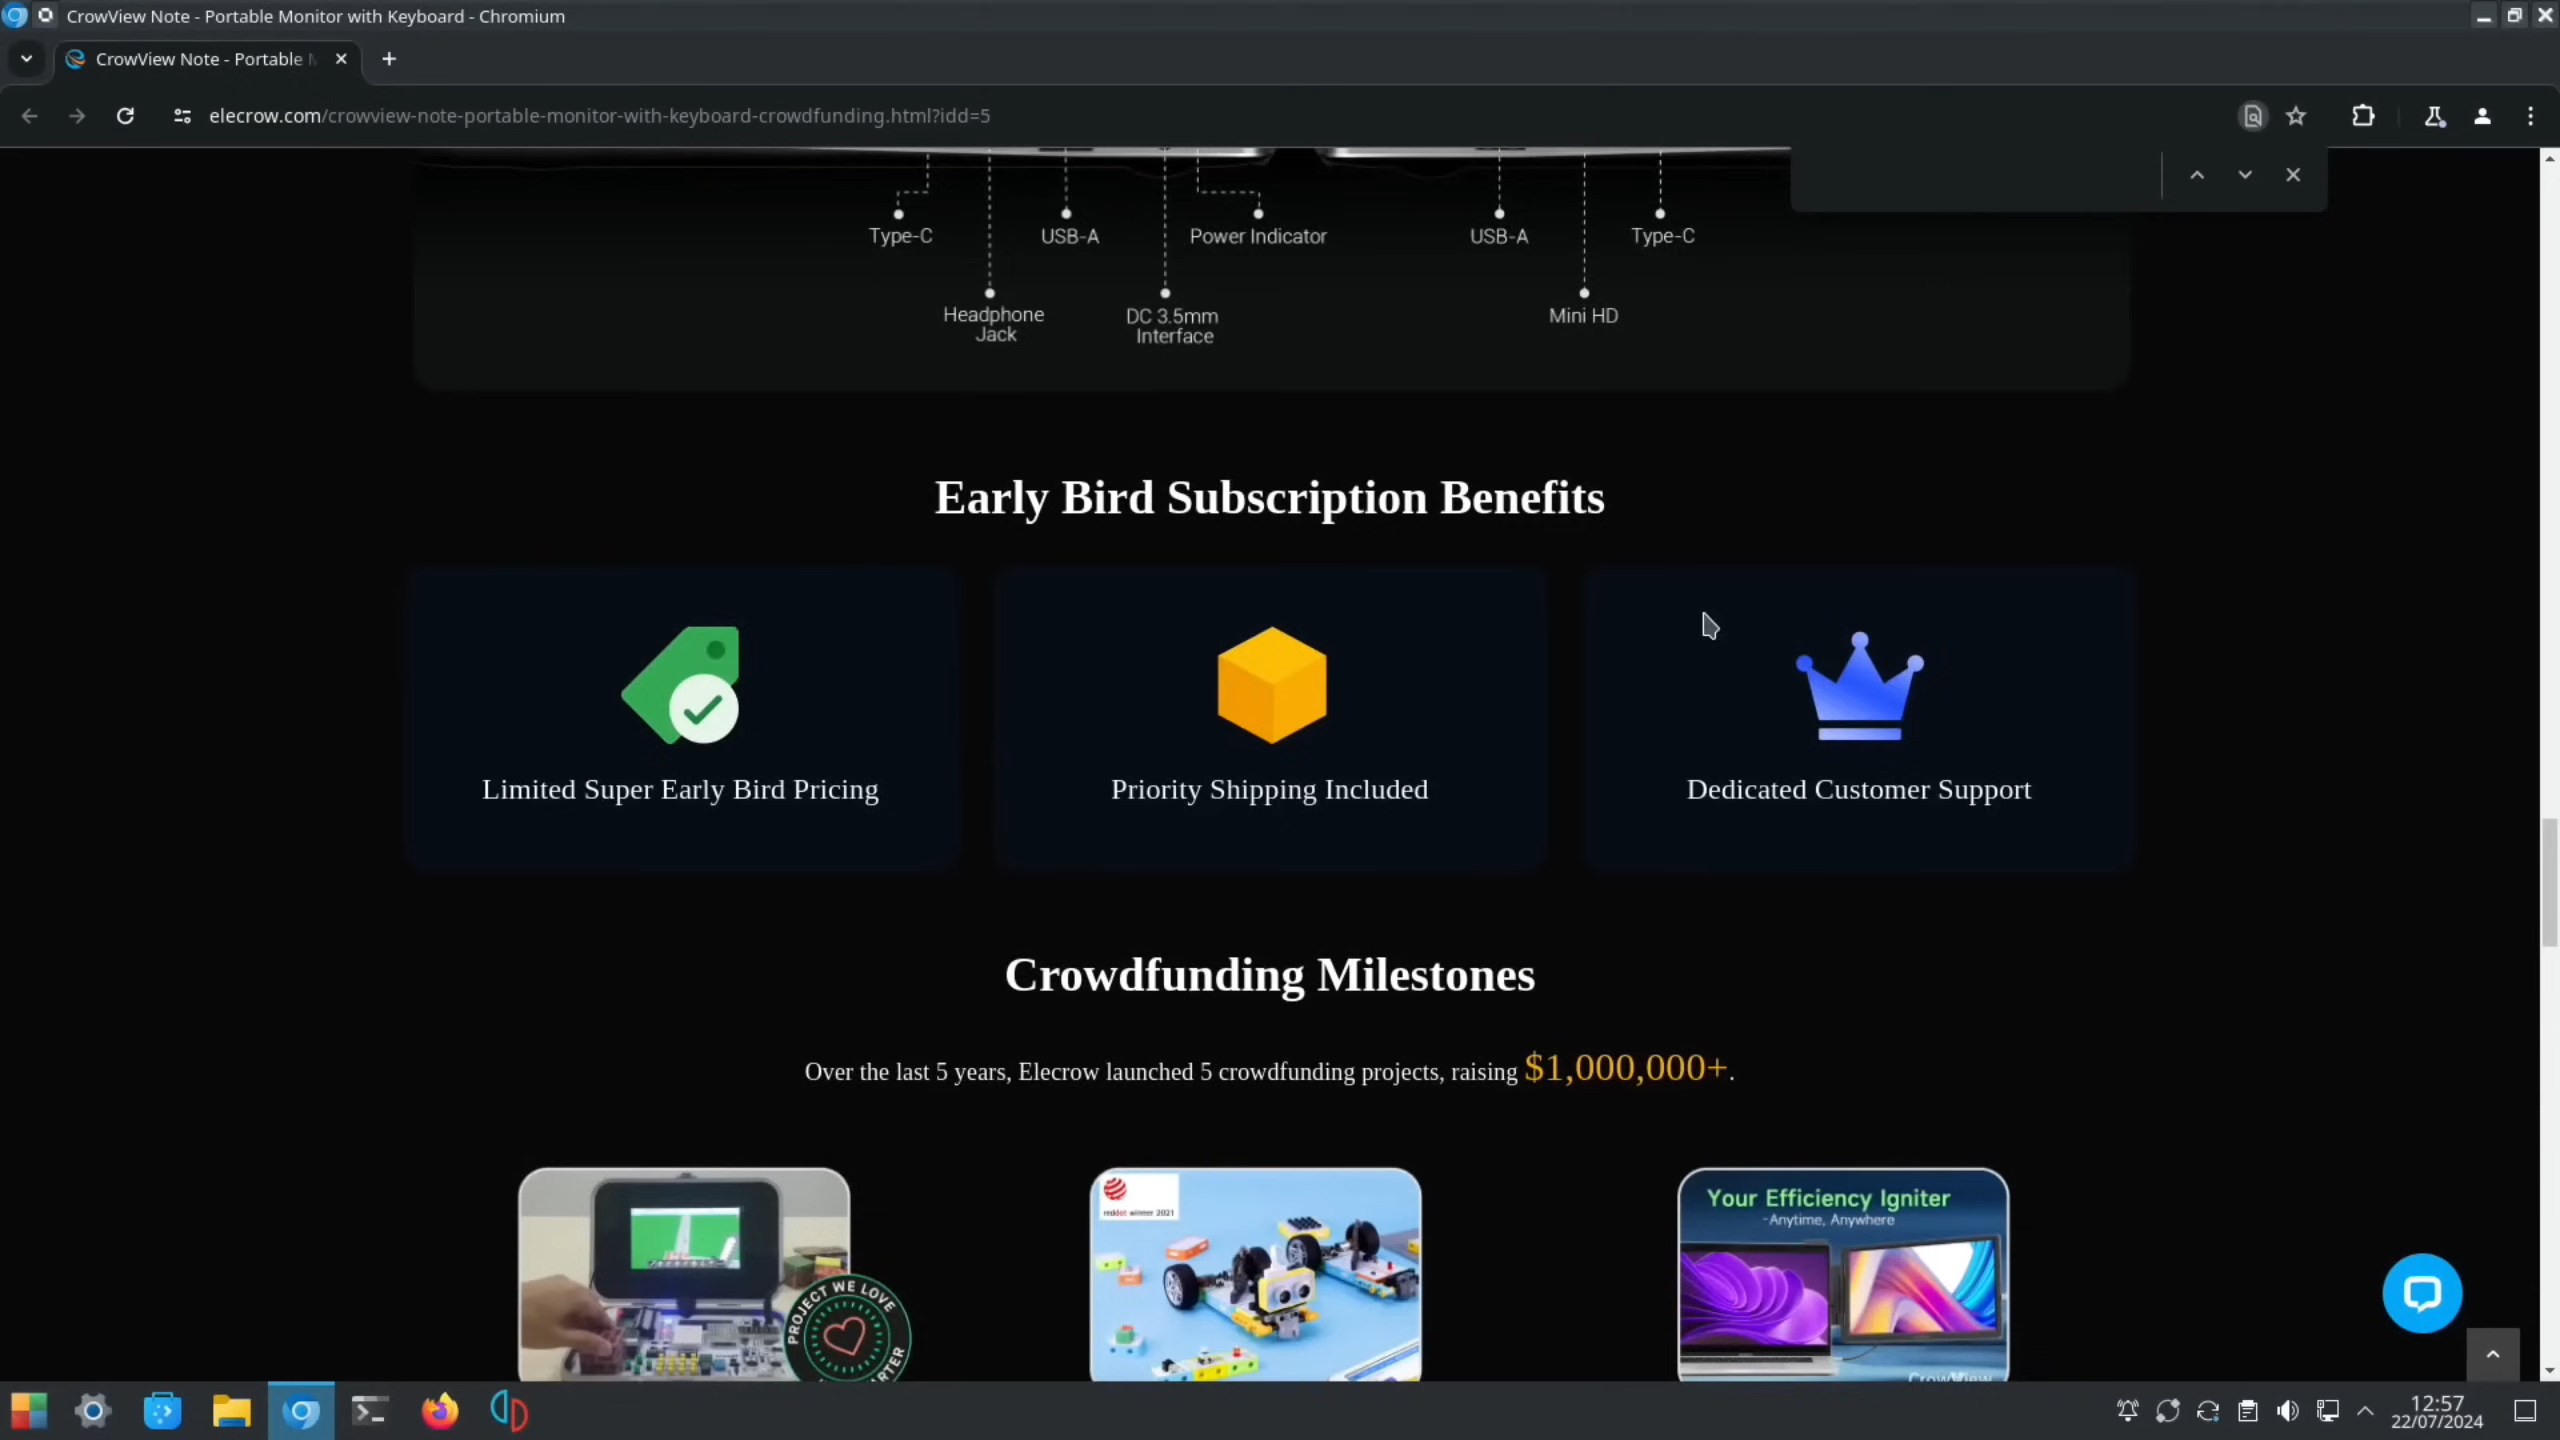 CrowView Note - Portable Monitor with Keyboard - Chromium
CrowView Note - Portable
elecrow.com/crowview-note-portable-monitor-with-keyboard-crowdfunding.html?idd=5
Type-C
USB-A
Power Indicator
USB-A
Type-C
Headphone
Jack
DC 3.5mm
Interface
Mini HD
Early Bird Subscription Benefits
Limited Super Early Bird Pricing
Priority Shipping Included
Dedicated Customer Support
Crowdfunding Milestones
Over the last 5 years, Elecrow launched 5 crowdfunding projects, raising $1,000,000+.
PROJECT WE LOVE
reddot winner 2021
Your Efficiency Igniter
-Anytime, Anywhere
CrowView
12:57
22/07/2024